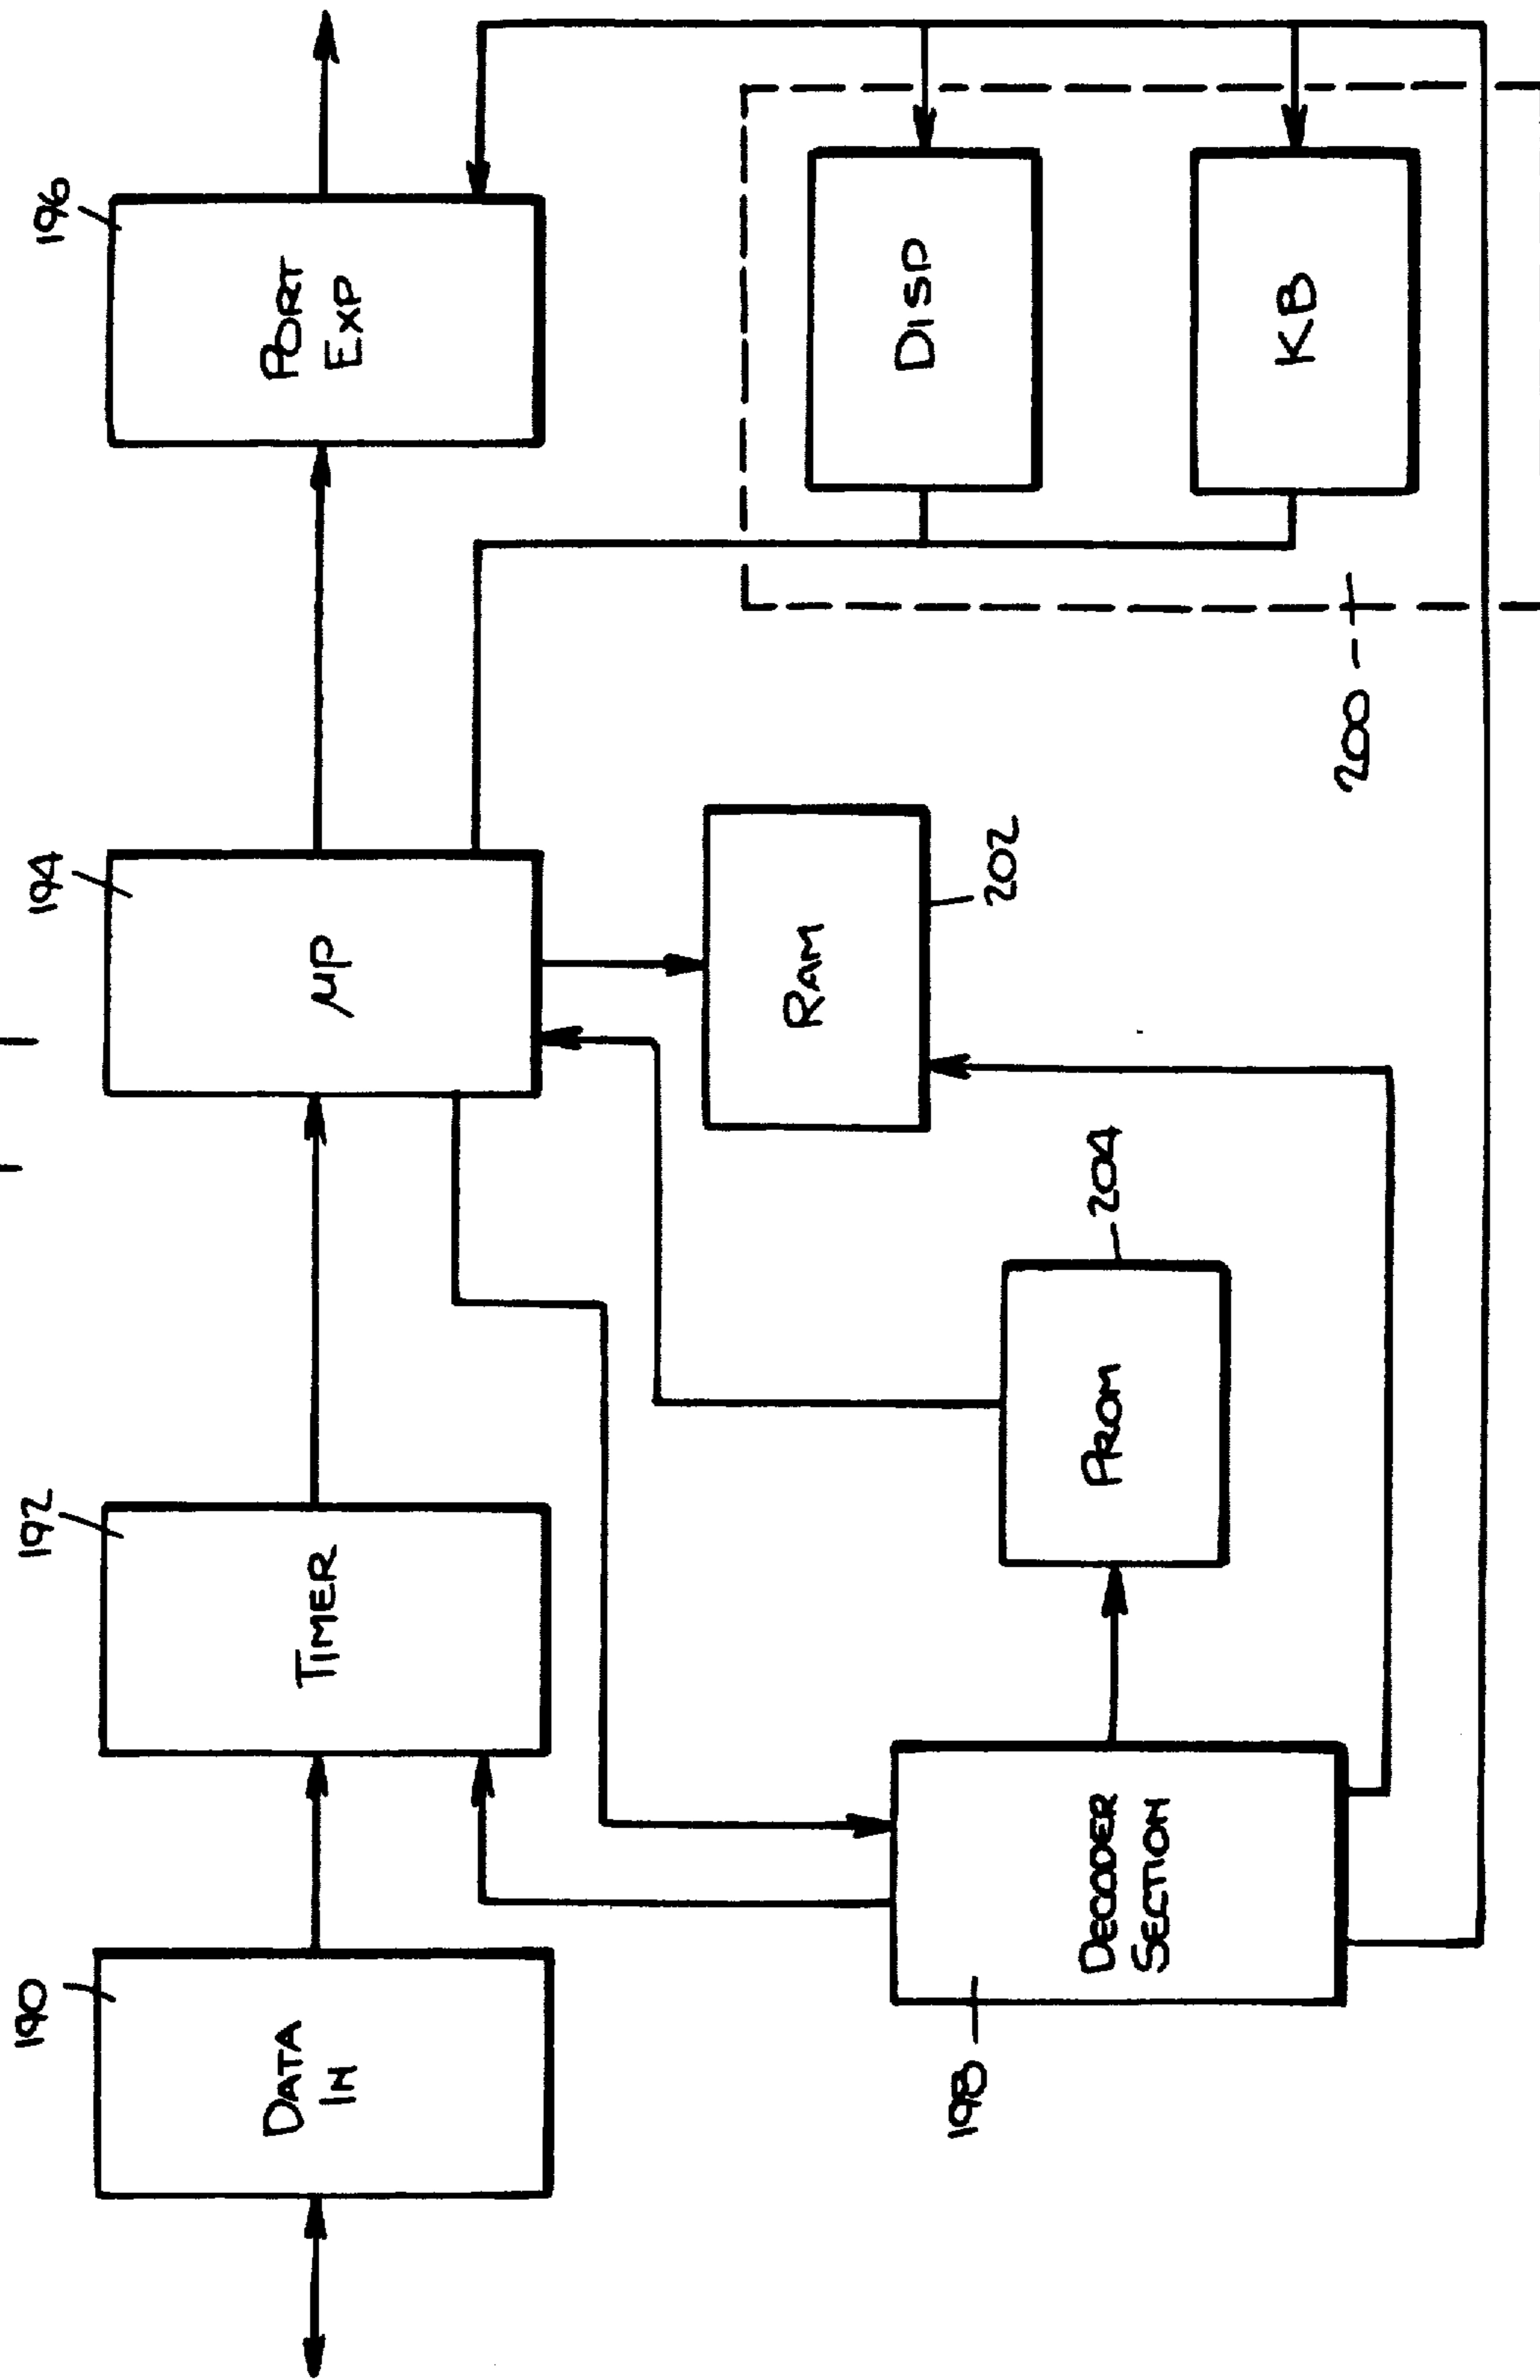 190
DATA
IN
192
TIMER
194
μP
196
PORT
EXP
198
DECODER
SECTION
PROM
204
RAM
202
200
DISP
KB